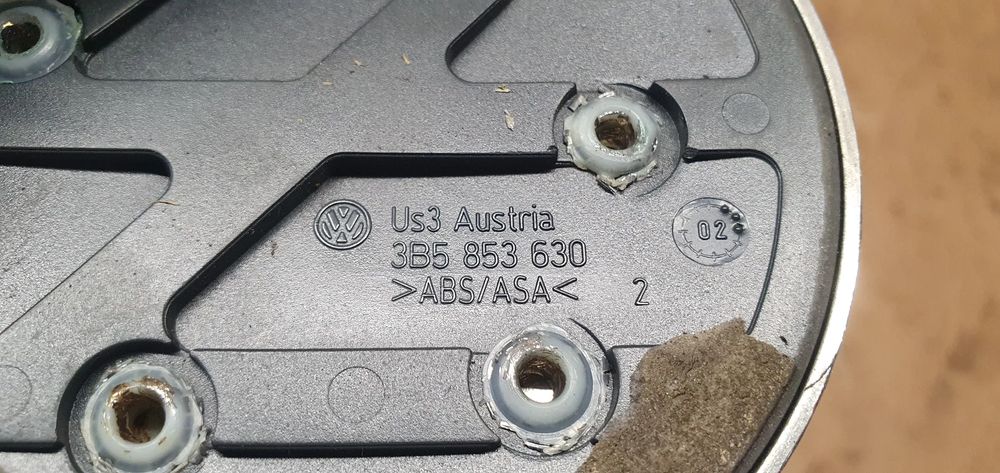 Us3 Austria
3B5 853 630
>ABS/ASA<
2
02